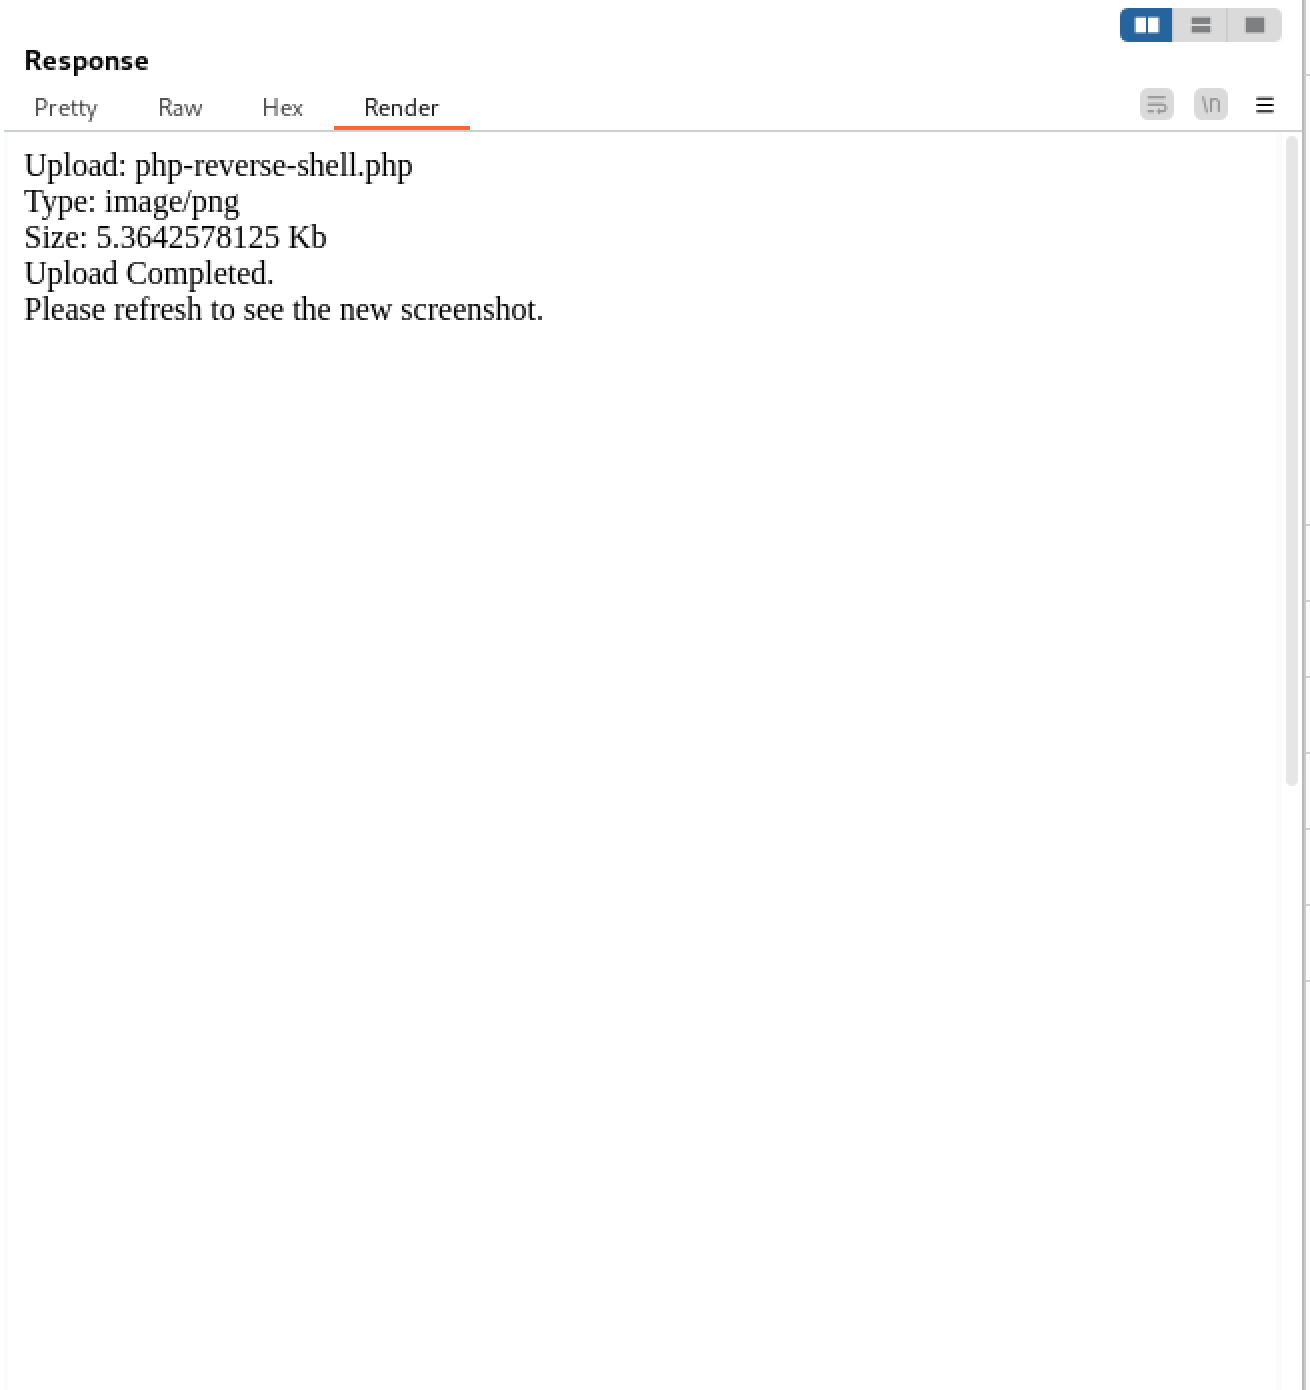 Response
Pretty Raw Hex Render \n
Upload: php-reverse-shell.php
Type: image/png
Size: 5.3642578125 Kb
Upload Completed.
Please refresh to see the new screenshot.